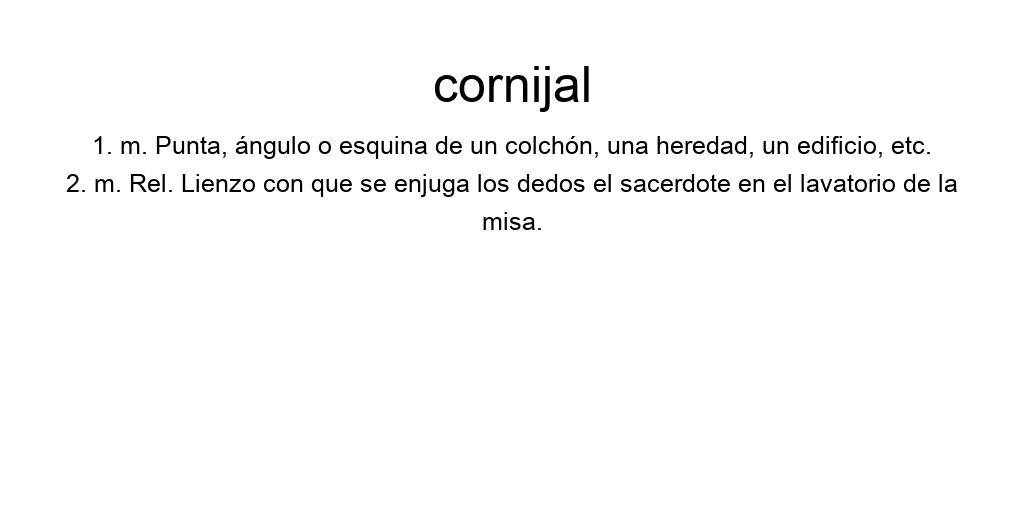 cornijal
1. m. Punta, ángulo o esquina de un colchón, una heredad, un edificio, etc.
2. m. Rel. Lienzo con que se enjuga los dedos el sacerdote en el lavatorio de la
misa.